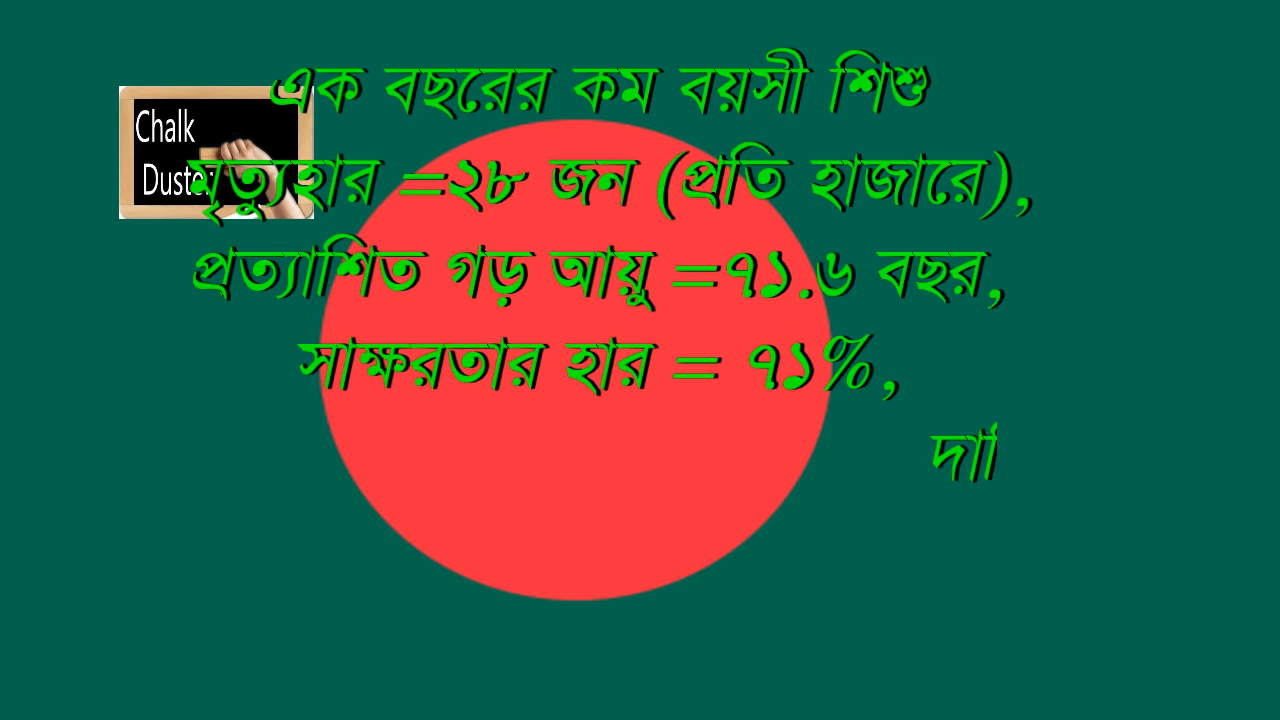 Chalk
Duster
এক বছরের কম বয়সী শিশু
মৃত্যুহার =২৮ জন (প্রতি হাজারে),
প্রত্যাশিত গড় আয়ু =৭১.৬ বছর,
সাক্ষরতার হার = ৭১%,